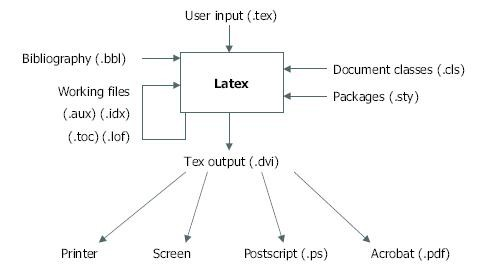 User input (.tex)
Bibliography (.bbl)
Latex
Document classes (.cls)
Working files
Packages (.sty)
(.aux) (.idx)
(.toc) (.lof)
Tex output (.dvi)
Printer
Screen
Postscript (.ps)
Acrobat (.pdf)